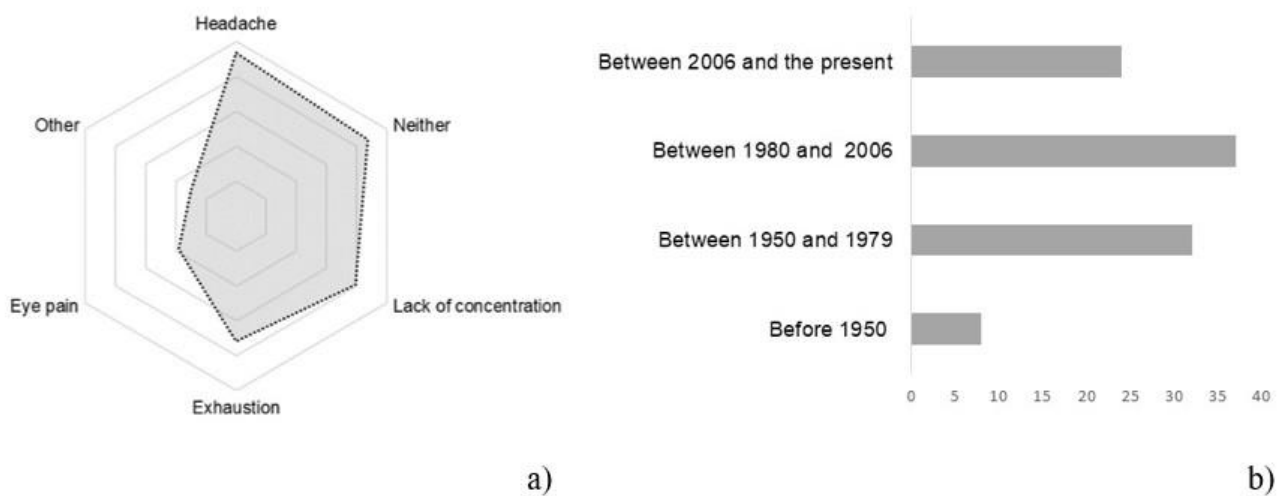 Headache
Neither
Lack of concentration
Exhaustion
Eye pain
Other
a)
Between 2006 and the present
Between 1980 and 2006
Between 1950 and 1979
Before 1950
0 5 10 15 20 25 30 35 40
b)